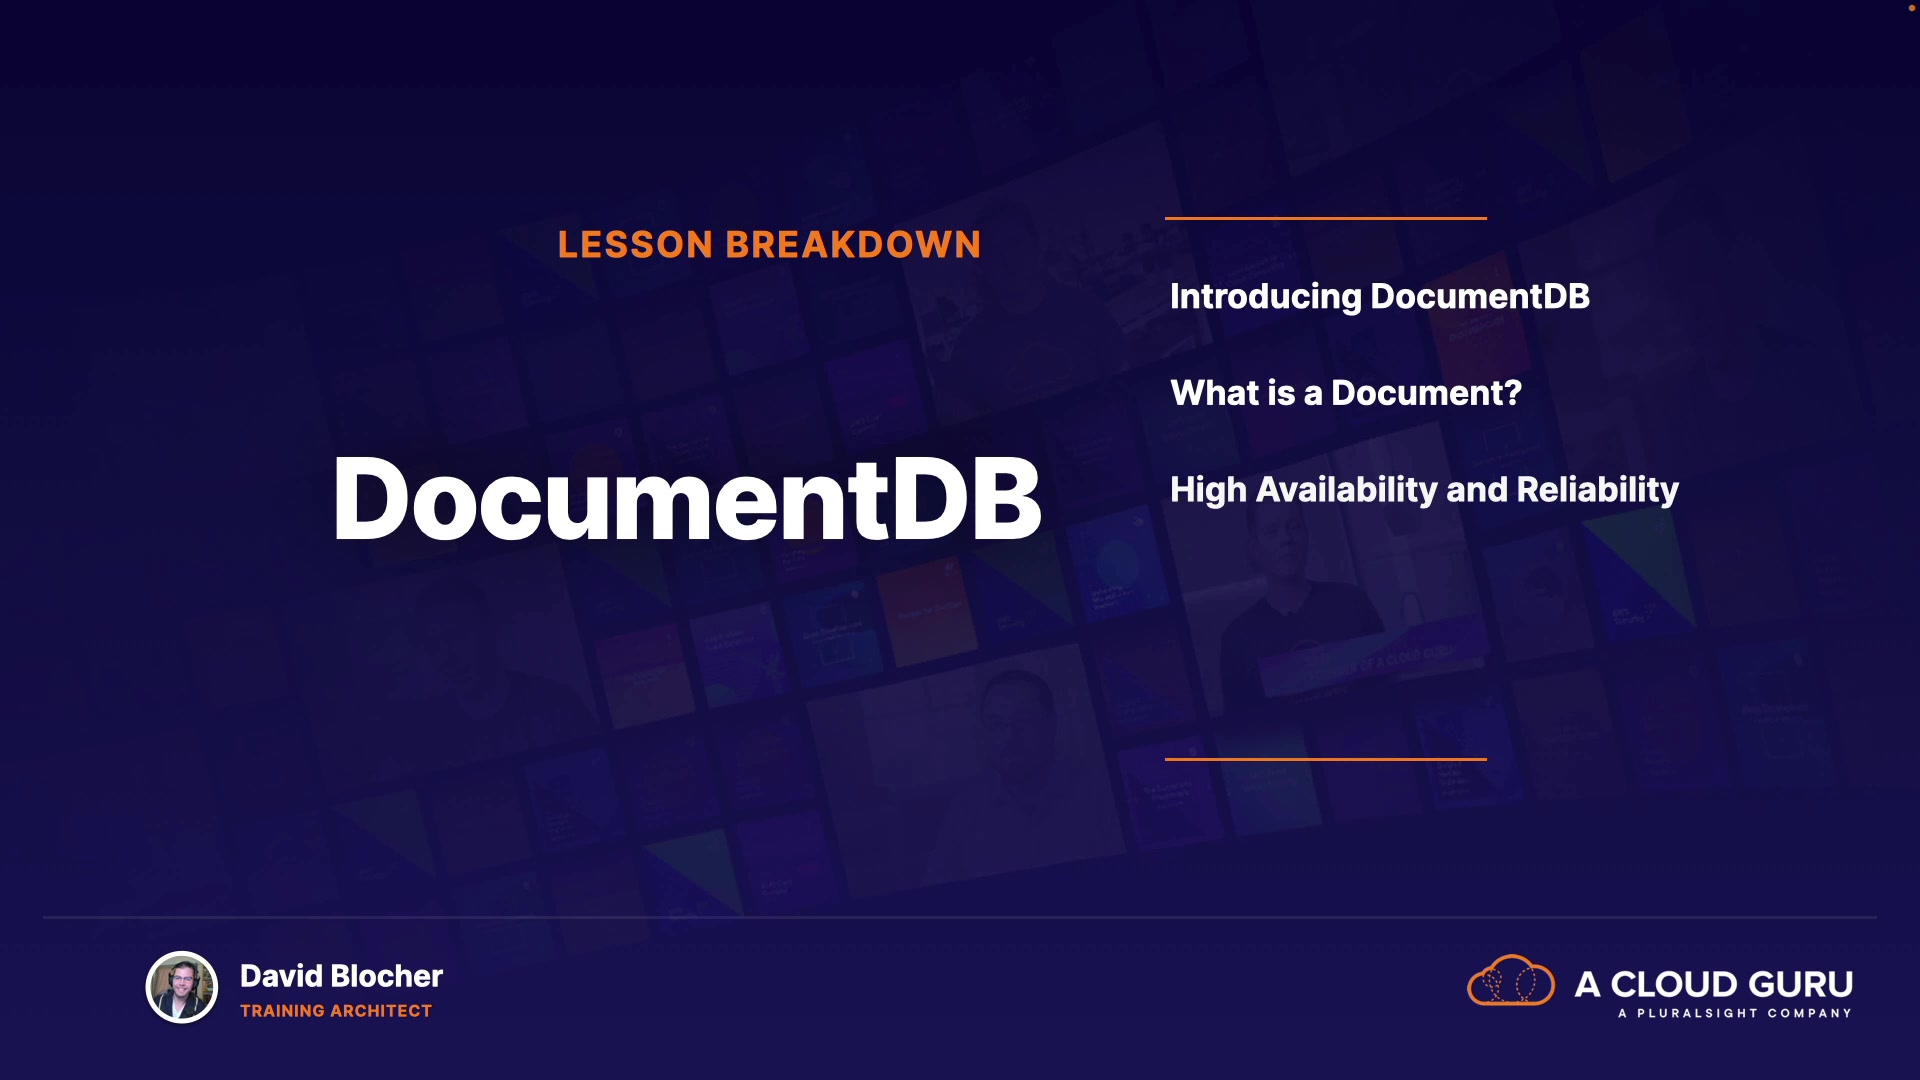 LESSON BREAKDOWN
DocumentDB
Introducing DocumentDB
What is a Document?
High Availability and Reliability
David Blocher
TRAINING ARCHITECT
A CLOUD GURU
A PLURALSIGHT COMPANY